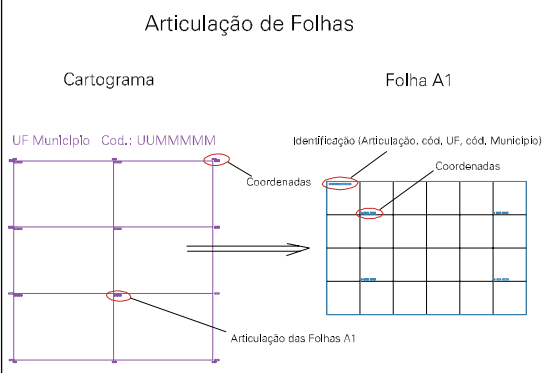 Articulação de Folhas
Cartograma
Folha A1
UF Município Cod.: UUMMMMM
Identificação (Articulação, cód. UF, cód. Município)
Coordenadas
Coordenadas
Articulação das Folhas A1